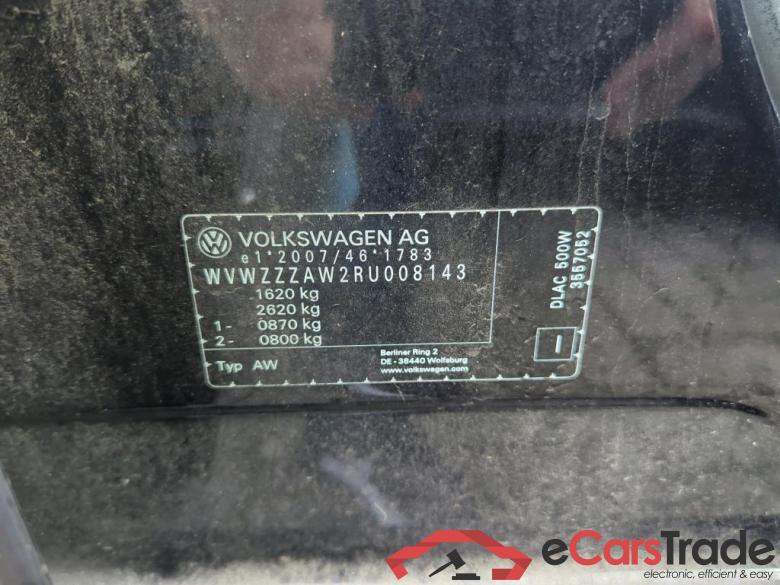 VOLKSWAGEN AG
e1*2007/46*1783
WVWZZZAW2RU008143
1620 kg
2620 kg
1- 0870 kg
2- 0800 kg
Typ AW
Berliner Ring 2
DE - 38440 Wolfsburg
www.volkswagen.com
DLAC 500W
3557052
I
eCarsTrade
electronic, efficient & easy